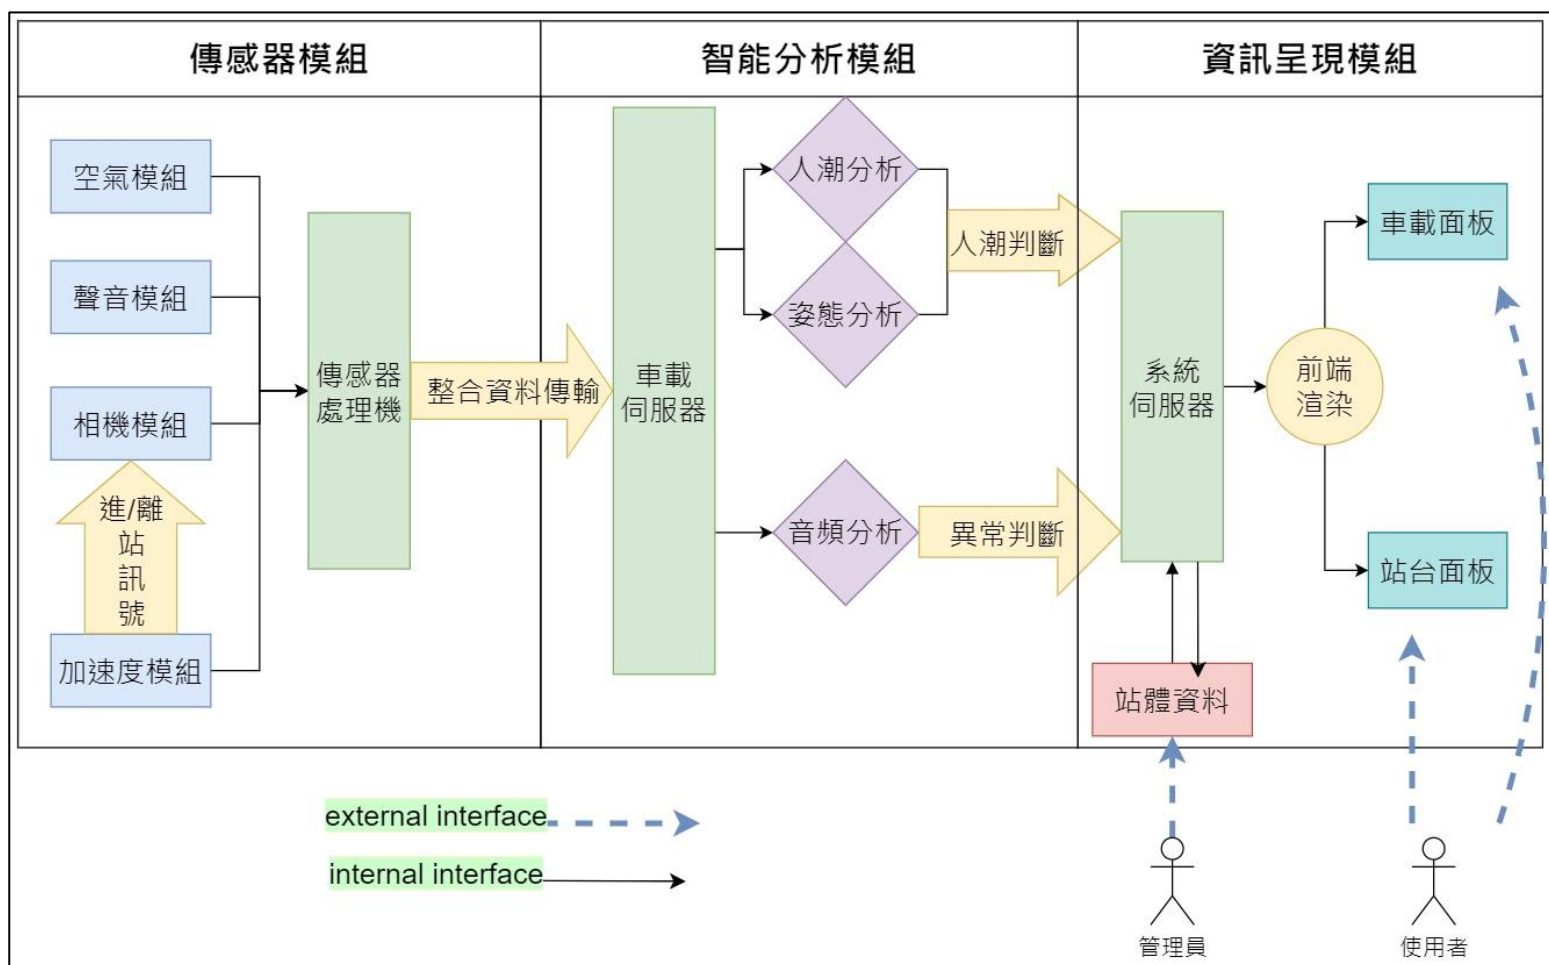 傳感器模組
智能分析模組
資訊呈現模組
空氣模組
聲音模組
相機模組
進/離
站
訊
號
加速度模組
傳感器
處理機
整合資料傳輸
車載
伺服器
人潮分析
姿態分析
音頻分析
人潮判斷
異常判斷
系統
伺服器
前端
渲染
車載面板
站台面板
站體資料
external interface
internal interface
管理員
使用者